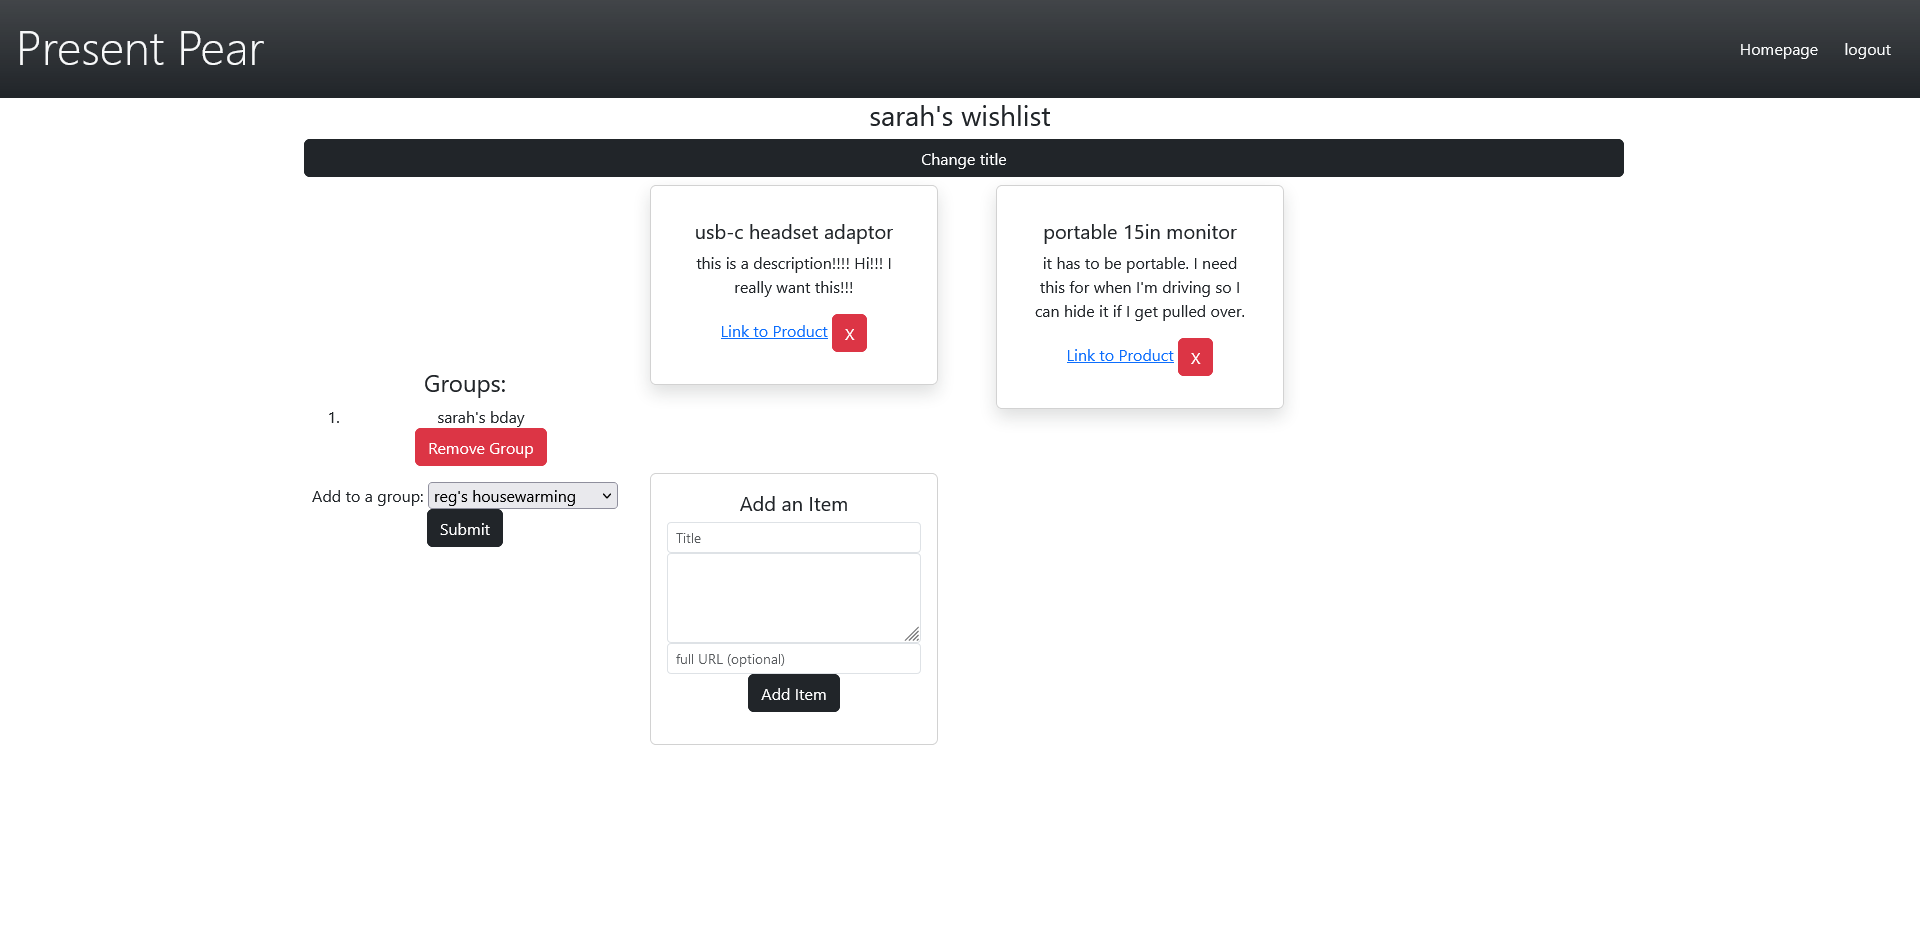 Present Pear
Homepage
logout
sarah's wishlist
Change title
usb-c headset adaptor
this is a description!!!! Hi!!! I
really want this!!!
Link to Product X
portable 15in monitor
it has to be portable. I need
this for when I'm driving so I
can hide it if I get pulled over.
Link to Product X
Groups:
1. sarah's bday
Remove Group
Add to a group: reg's housewarming
Submit
Add an Item
Title
full URL (optional)
Add Item